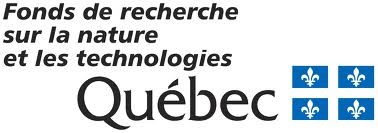 Fonds de recherche
sur la nature
et les technologies
Québec